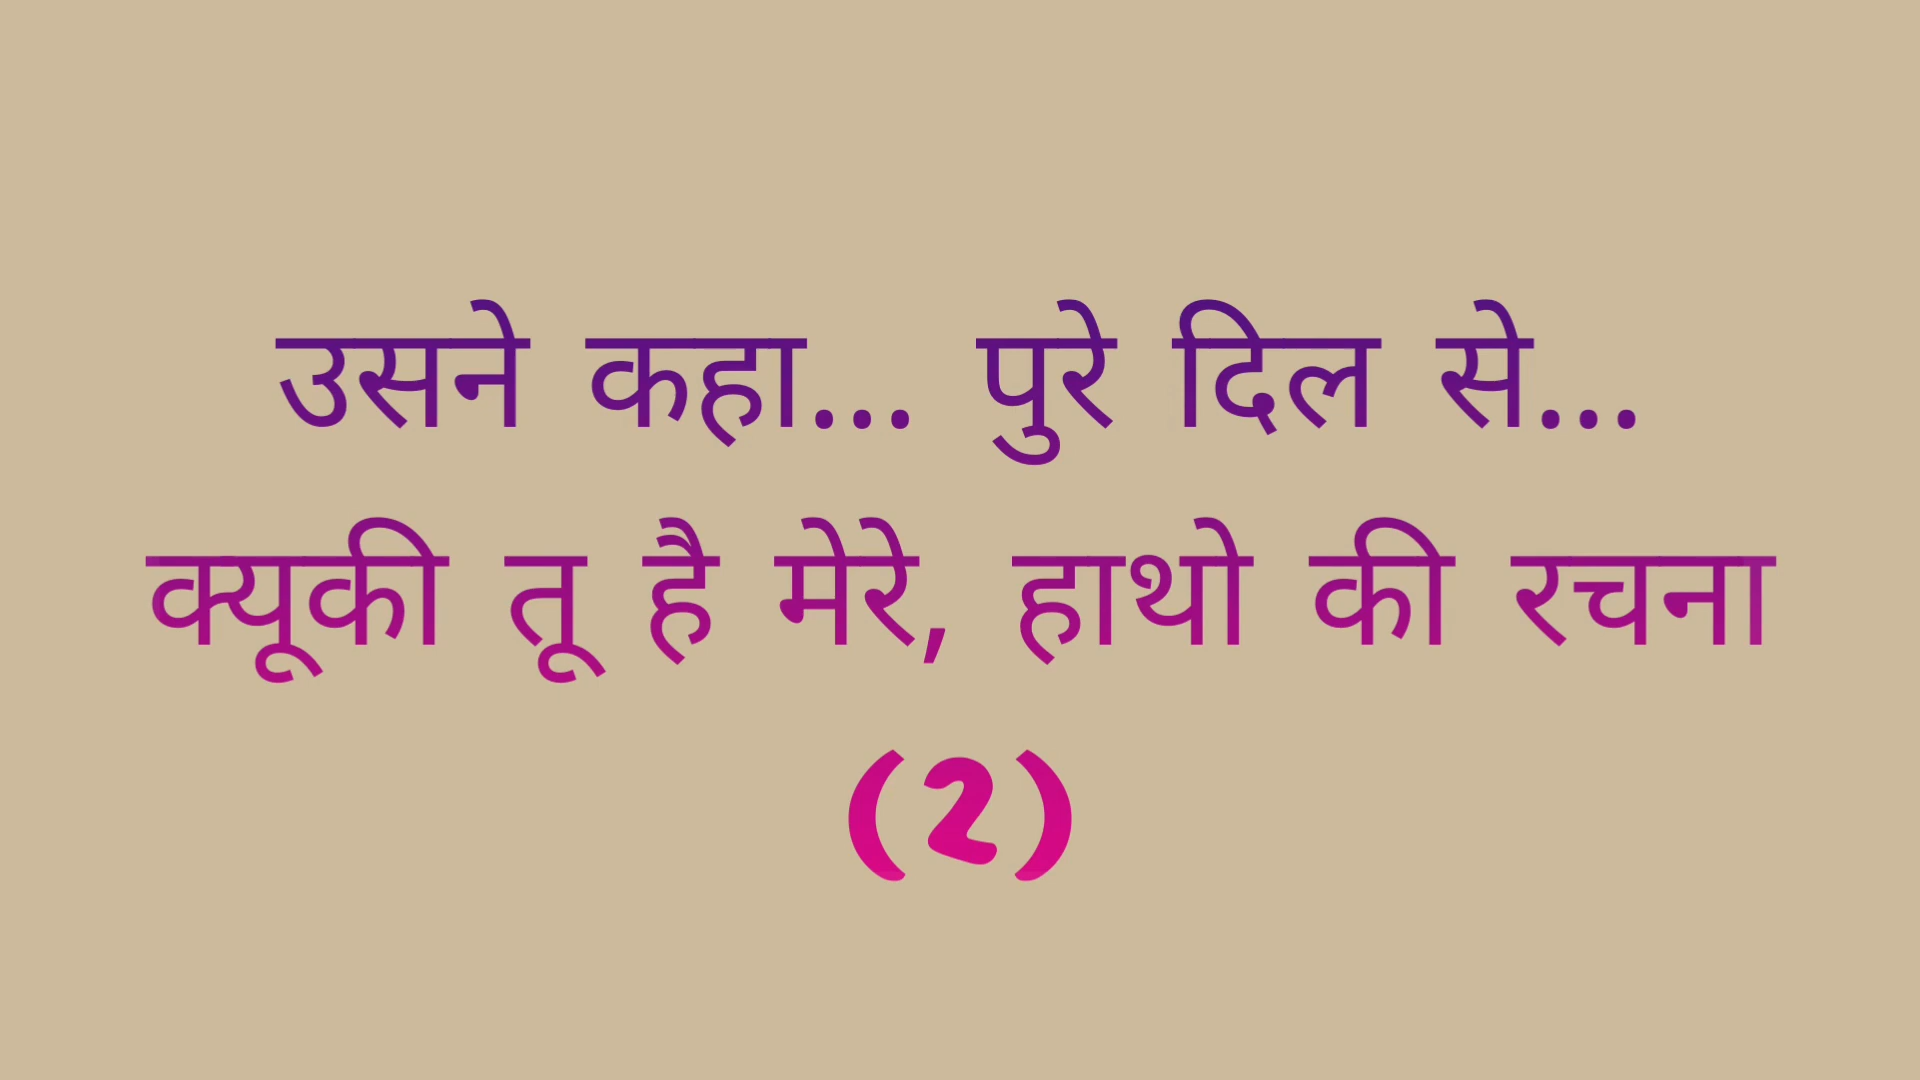 उसने कहा... पुरे दिल से...
क्यूकी तू है मेरे, हाथो की रचना
(2)